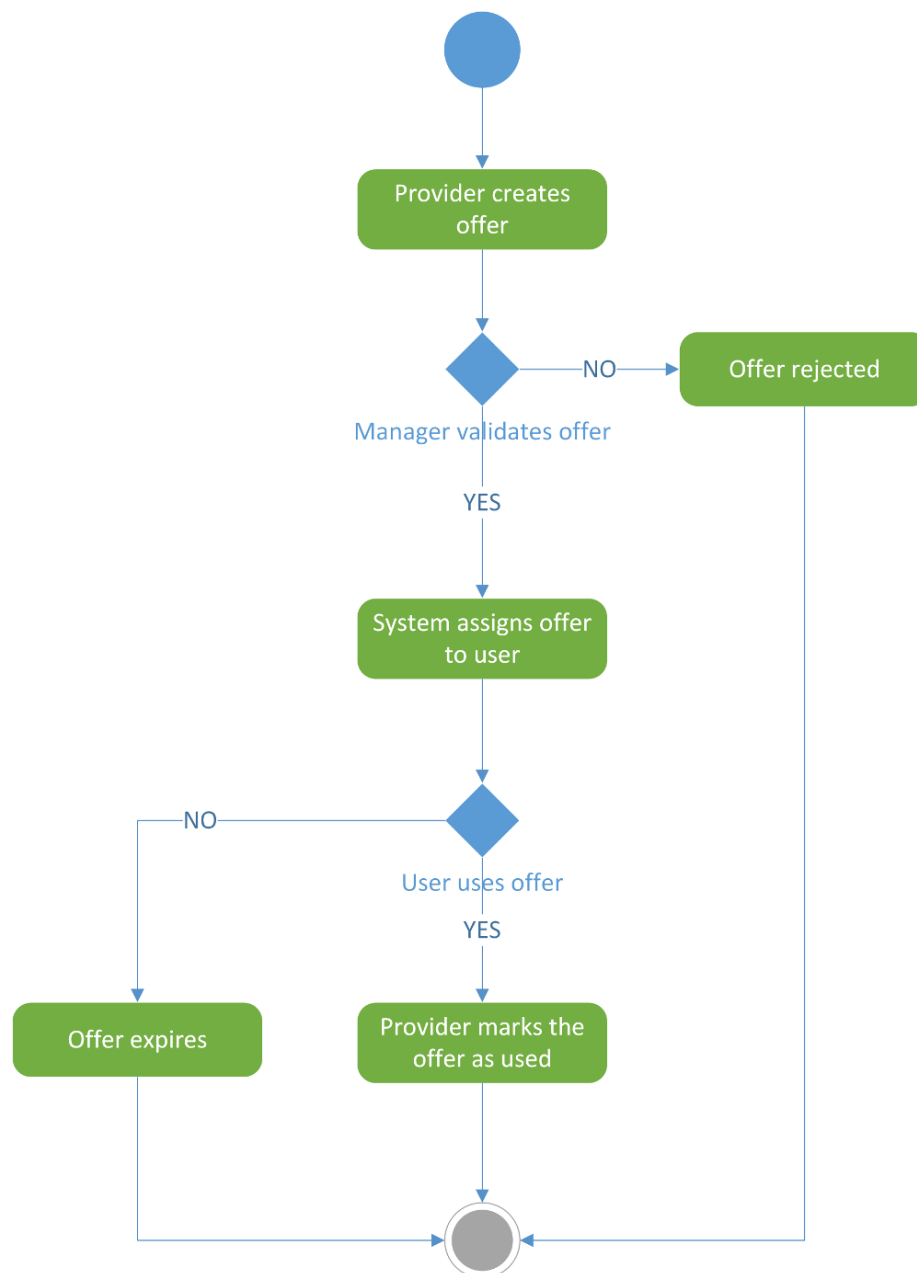 Provider creates
offer
NO
Offer rejected
Manager validates offer
YES
System assigns offer
to user
NO
User uses offer
YES
Offer expires
Provider marks the
offer as used